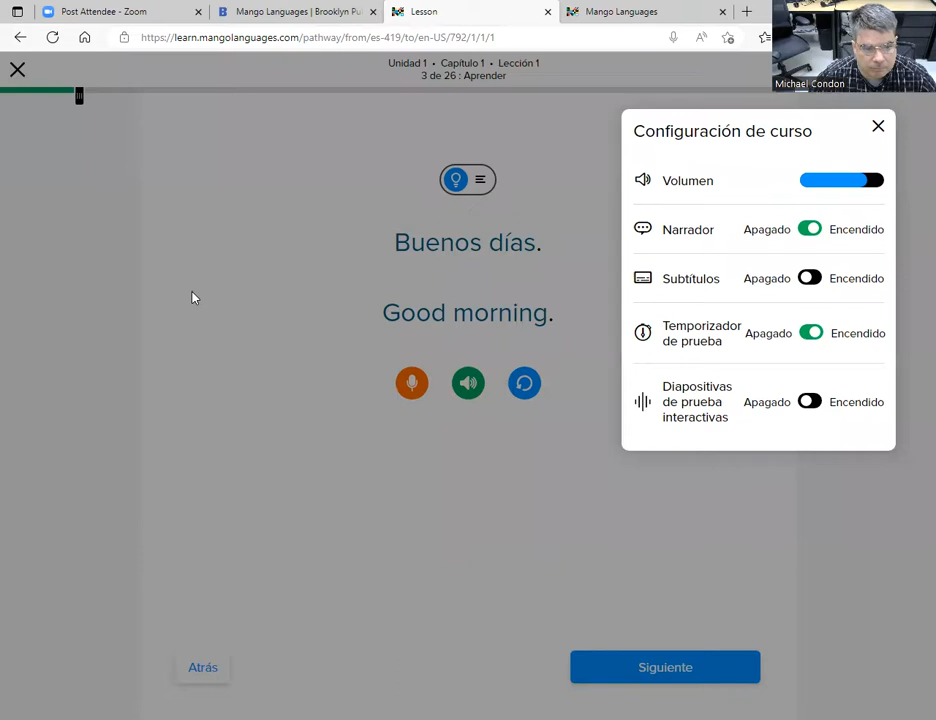 Post Attendee - Zoom
Mango Languages | Brooklyn Pu
Lesson
Mango Languages
https://learn.mangolanguages.com/pathway/from/es-419/to/en-US/792/1/1/1
Michael Condon
Unidad 1 • Capítulo 1 • Lección 1
3 de 26 : Aprender
Configuración de curso
Volumen
Narrador Apagado Encendido
Subtítulos Apagado Encendido
Temporizador
de prueba
Apagado Encendido
Diapositivas
de prueba
interactivas
Apagado Encendido
Buenos días.
Good morning.
Atrás
Siguiente